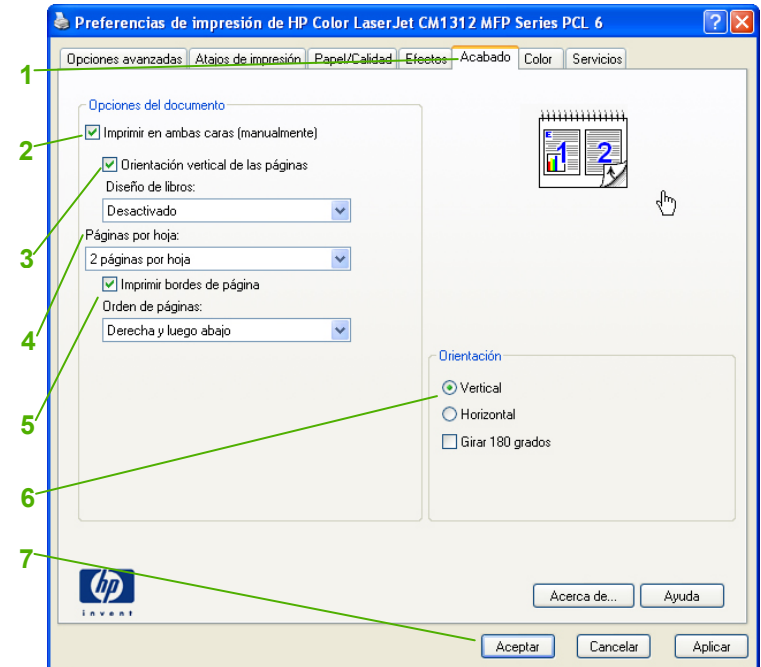 Preferencias de impresión de HP Color LaserJet CM1312 MFP Series PCL 6
Opciones avanzadas Atajos de impresión Papel/Calidad Efectos Acabado Color Servicios
1
Opciones del documento
Imprimir en ambas caras (manualmente)
2
Orientación vertical de las páginas
Diseño de libros:
Desactivado
Páginas por hoja:
3
2 páginas por hoja
Imprimir bordes de página
Orden de páginas:
Derecha y luego abajo
4
1 2
Orientación
Vertical
Horizontal
Girar 180 grados
5
6
7
hp
invent
Acerca de... Ayuda
Aceptar Cancelar Aplicar